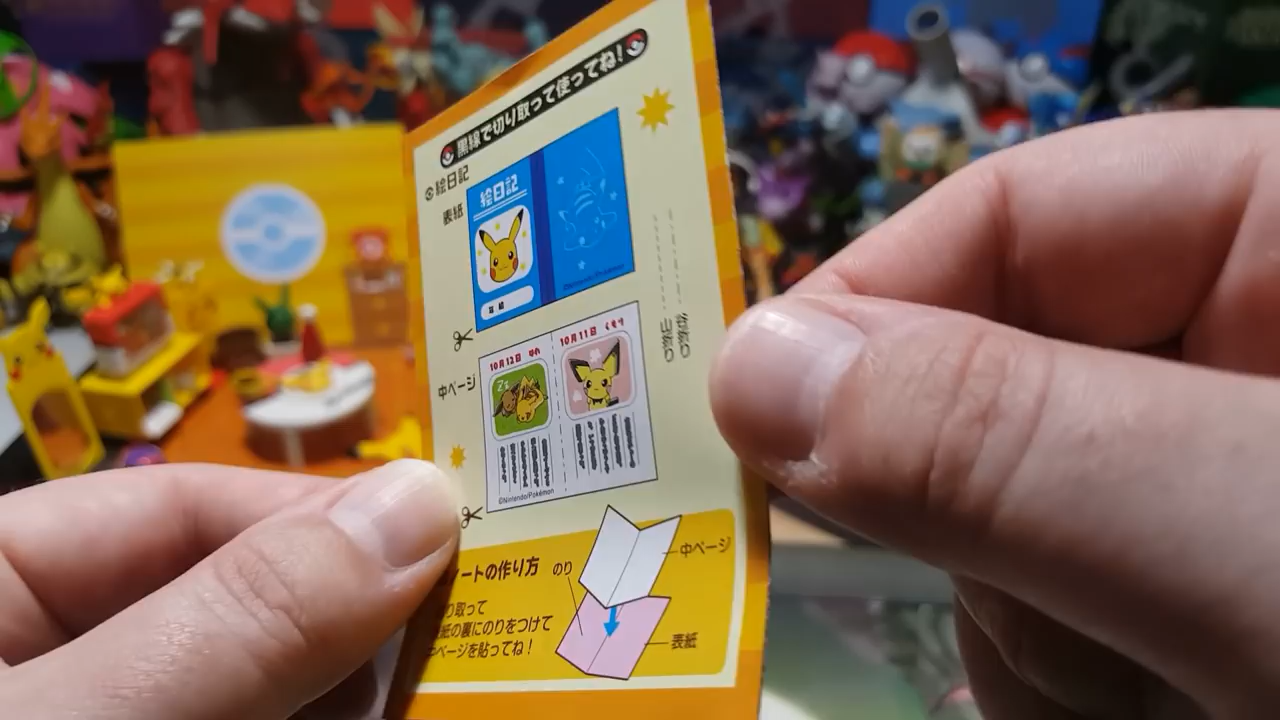 黒線で切り取って使ってね!
絵日記
表紙
絵日記
©Nintendo/Pokémon
中ページ
10月12日
10月11日
©Nintendo/Pokémon
ートの作り方
のり
中ページ
り取って
紙の裏にのりをつけて
ページを貼ってね!
表紙